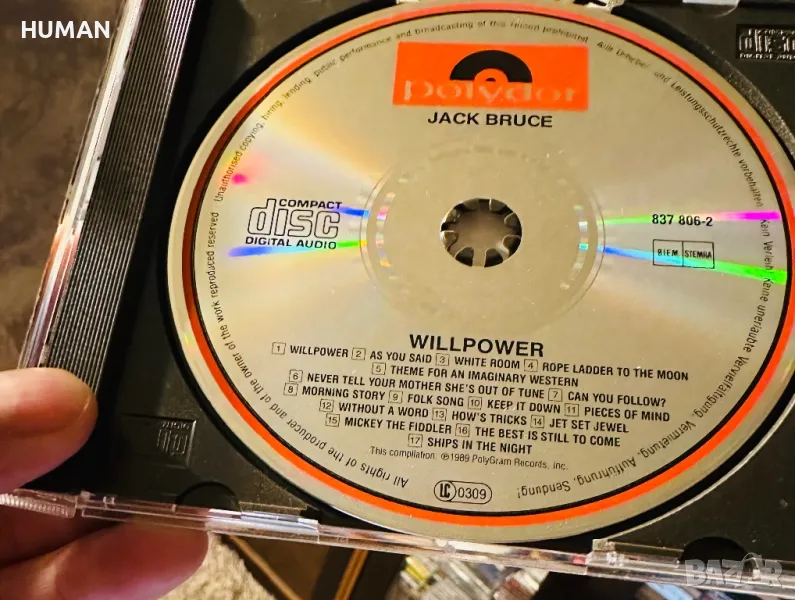 HUMAN
Unauthorised copying, hiring, lending, public performance and broadcasting of this record prohibited. Alle Urheber- und Leistungsschutzrechte vorbehalten. Kein Verleih! Keine unerlaubte Vervielfältigung, Vermietung, Aufführung, Sendung!
polydor
JACK BRUCE
COMPACT
disc
DIGITAL AUDIO
837 806-2
BIEM STEMRA
WILLPOWER
1 WILLPOWER 2 AS YOU SAID 3 WHITE ROOM 4 ROPE LADDER TO THE MOON
5 THEME FOR AN IMAGINARY WESTERN
6 NEVER TELL YOUR MOTHER SHE'S OUT OF TUNE 7 CAN YOU FOLLOW?
8 MORNING STORY 9 FOLK SONG 10 KEEP IT DOWN 11 PIECES OF MIND
12 WITHOUT A WORD 13 HOW'S TRICKS 14 JET SET JEWEL
15 MICKEY THE FIDDLER 16 THE BEST IS STILL TO COME
17 SHIPS IN THE NIGHT
This compilation ℗1989 PolyGram Records, Inc.
LC 0309
All rights of the producer and of the owner of the work reproduced reserved
disc
BAZAR